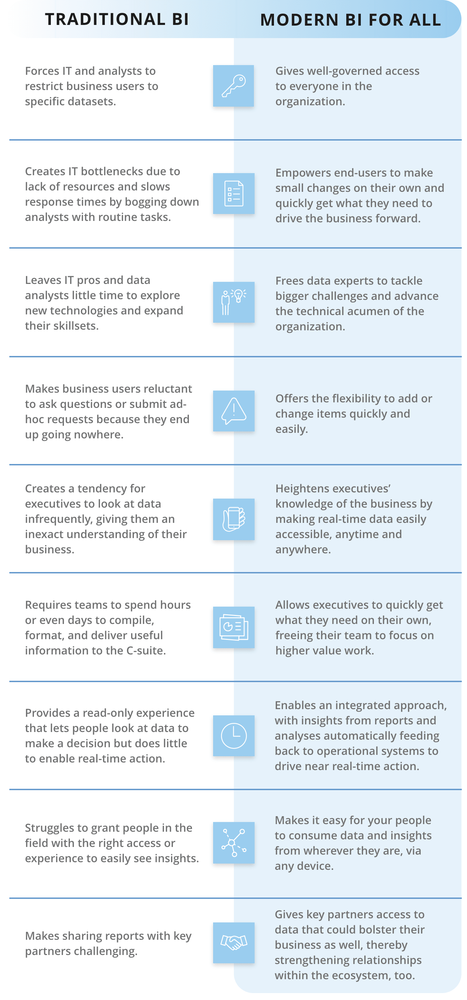 TRADITIONAL BI
MODERN BI FOR ALL
Forces IT and analysts to
restrict business users to
specific datasets.
Gives well-governed access
to everyone in the
organization.
Creates IT bottlenecks due to
lack of resources and slows
response times by bogging down
analysts with routine tasks.
Empowers end-users to make
small changes on their own and
quickly get what they need to
drive the business forward.
Leaves IT pros and data
analysts little time to explore
new technologies and expand
their skillsets.
Frees data experts to tackle
bigger challenges and advance
the technical acumen of the
organization.
Makes business users reluctant
to ask questions or submit ad-
hoc requests because they end
up going nowhere.
Offers the flexibility to add or
change items quickly and
easily.
Creates a tendency for
executives to look at data
infrequently, giving them an
inexact understanding of their
business.
Heightens executives’
knowledge of the business by
making real-time data easily
accessible, anytime and
anywhere.
Requires teams to spend hours
or even days to compile,
format, and deliver useful
information to the C-suite.
Allows executives to quickly get
what they need on their own,
freeing their team to focus on
higher value work.
Provides a read-only experience
that lets people look at data to
make a decision but does little
to enable real-time action.
Enables an integrated approach,
with insights from reports and
analyses automatically feeding
back to operational systems to
drive near real-time action.
Struggles to grant people in the
field with the right access or
experience to easily see insights.
Makes it easy for your people
to consume data and insights
from wherever they are, via
any device.
Makes sharing reports with key
partners challenging.
Gives key partners access to
data that could bolster their
business as well, thereby
strengthening relationships
within the ecosystem, too.